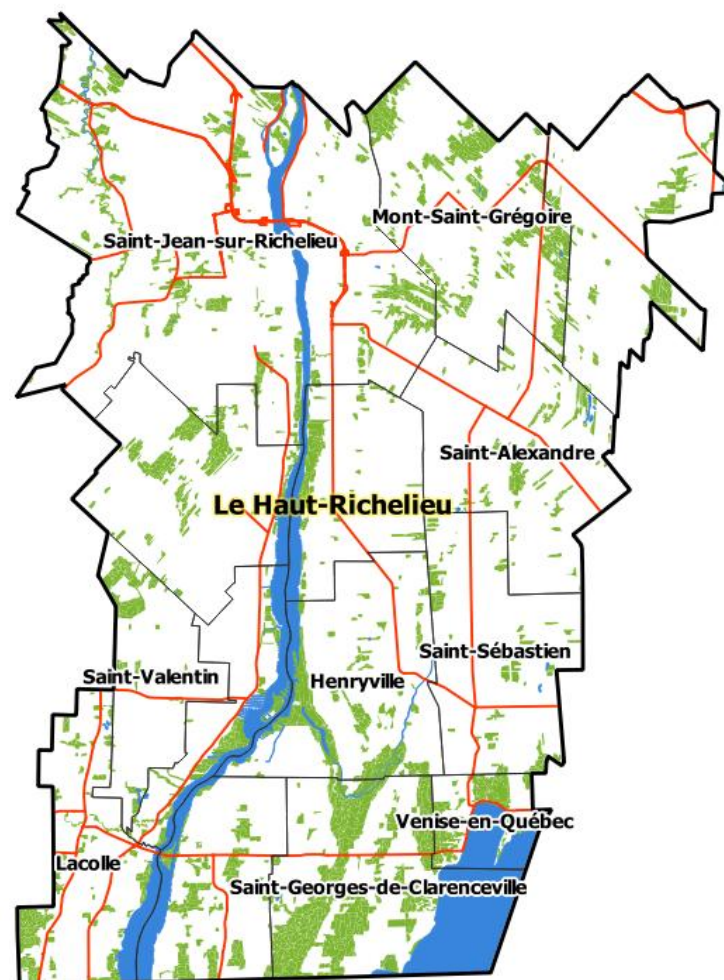 Mont-Saint-Grégoire
Saint-Jean-sur-Richelieu
Saint-Alexandre
Le Haut-Richelieu
Saint-Sébastien
Saint-Valentin
Henryville
Venise-en-Québec
Lacolle
Saint-Georges-de-Clarenceville